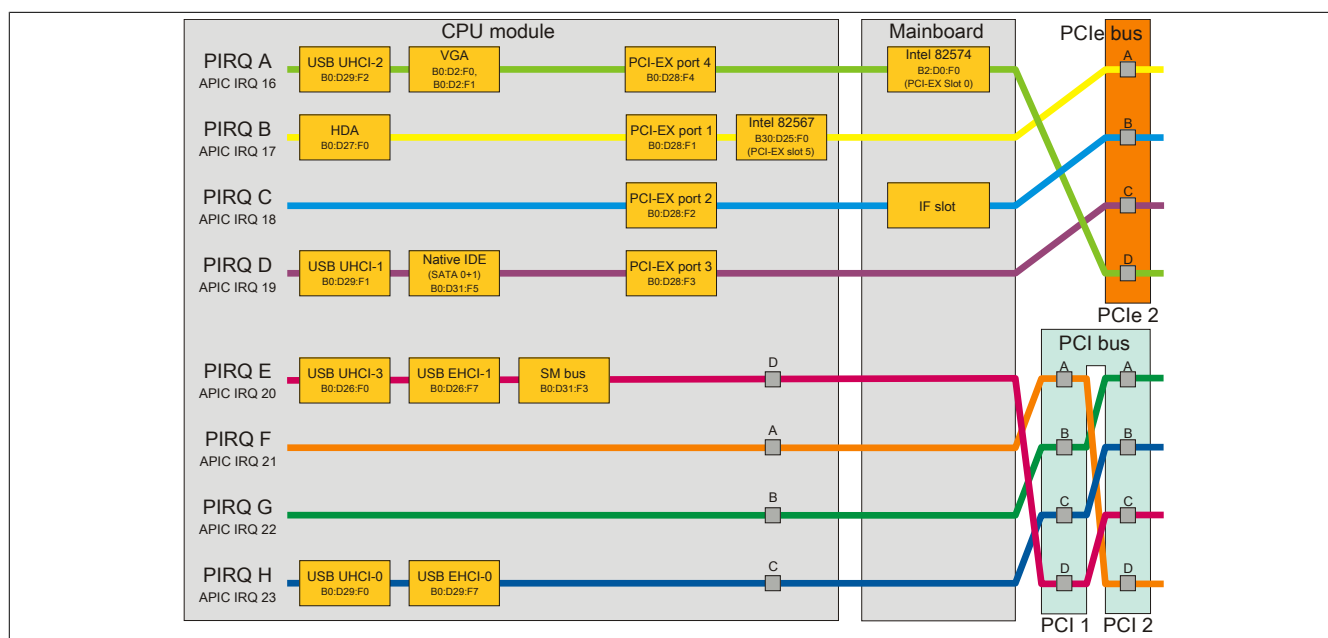 CPU module
Mainboard
PCIe bus
PIRQ A
APIC IRQ 16
USB UHCI-2
B0:D29:F2
VGA
B0:D2:F0,
B0:D2:F1
PCI-EX port 4
B0:D28:F4
Intel 82574
B2:D0:F0
(PCI-EX Slot 0)
A
PIRQ B
APIC IRQ 17
HDA
B0:D27:F0
PCI-EX port 1
B0:D28:F1
Intel 82567
B30:D25:F0
(PCI-EX slot 5)
B
PIRQ C
APIC IRQ 18
PCI-EX port 2
B0:D28:F2
IF slot
C
PIRQ D
APIC IRQ 19
USB UHCI-1
B0:D29:F1
Native IDE
(SATA 0+1)
B0:D31:F5
PCI-EX port 3
B0:D28:F3
D
PCIe 2
PCI bus
PIRQ E
APIC IRQ 20
USB UHCI-3
B0:D26:F0
USB EHCI-1
B0:D26:F7
SM bus
B0:D31:F3
D
A
A
PIRQ F
APIC IRQ 21
A
B
B
PIRQ G
APIC IRQ 22
B
C
C
PIRQ H
APIC IRQ 23
USB UHCI-0
B0:D29:F0
USB EHCI-0
B0:D29:F7
C
D
D
PCI 1
PCI 2